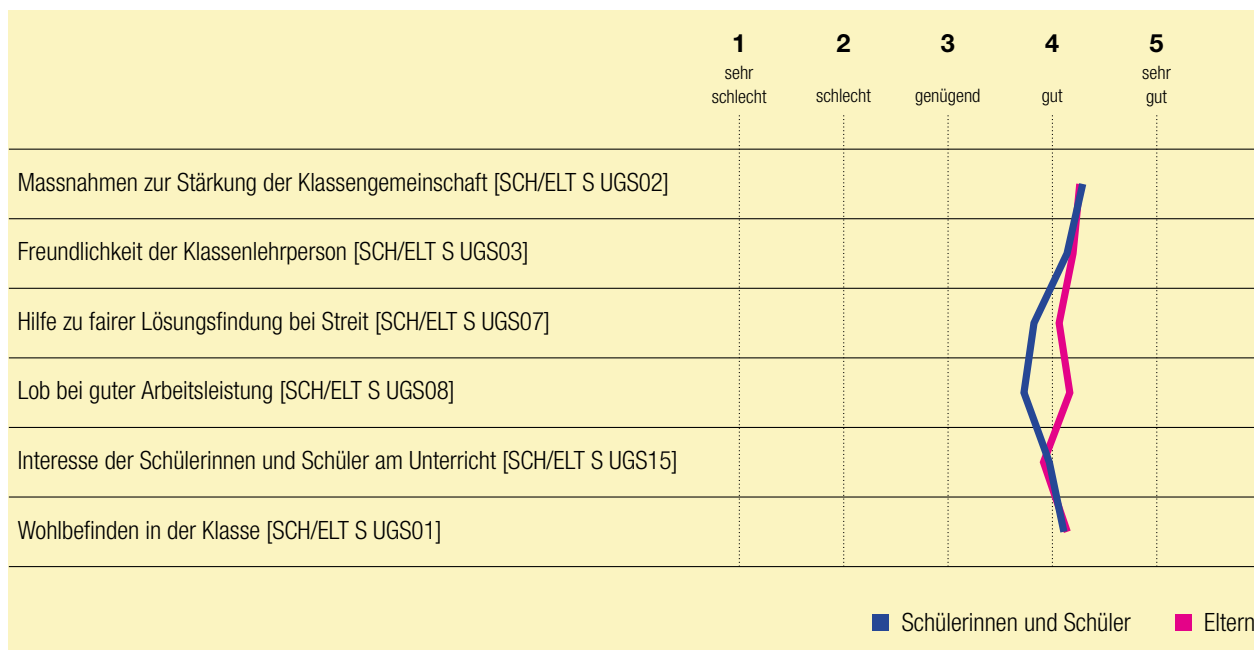 1 2 3 4 5
sehr schlecht schlecht genügend gut sehr gut
Massnahmen zur Stärkung der Klassengemeinschaft [SCH/ELT S UGS02]
Freundlichkeit der Klassenlehrperson [SCH/ELT S UGS03]
Hilfe zu fairer Lösungsfindung bei Streit [SCH/ELT S UGS07]
Lob bei guter Arbeitsleistung [SCH/ELT S UGS08]
Interesse der Schülerinnen und Schüler am Unterricht [SCH/ELT S UGS15]
Wohlbefinden in der Klasse [SCH/ELT S UGS01]
Schülerinnen und Schüler Eltern